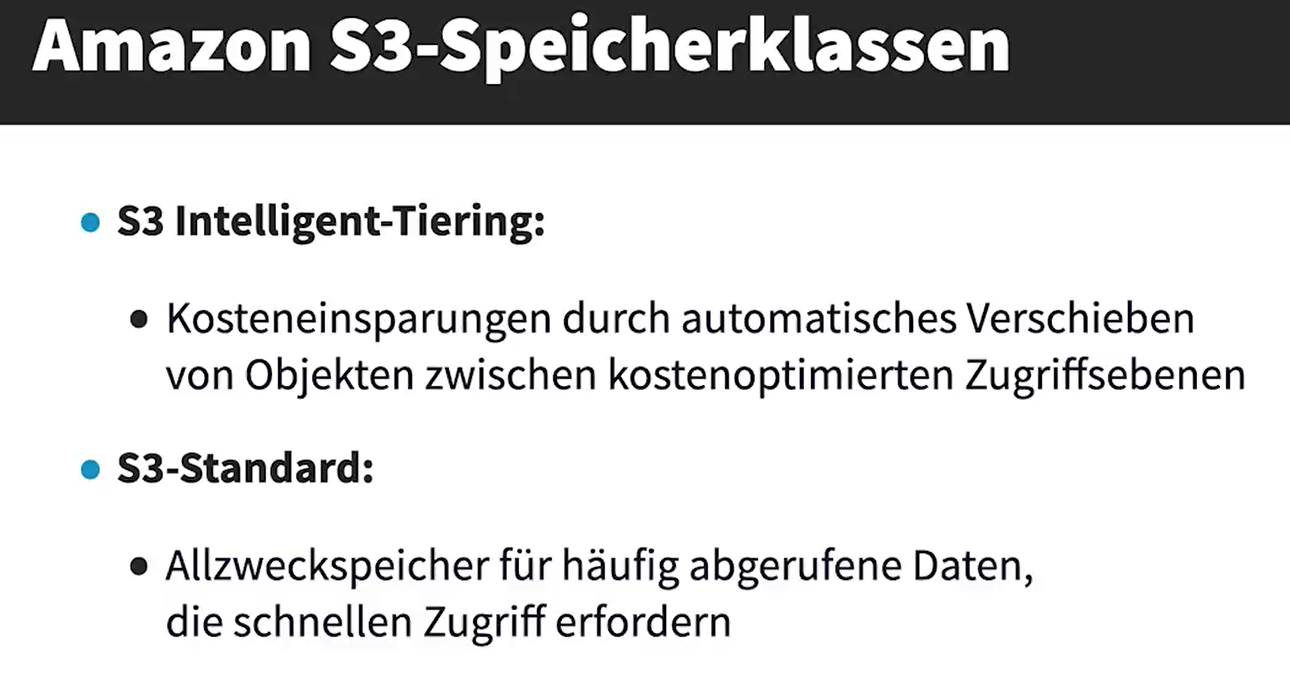 Amazon S3-Speicherklassen
• S3 Intelligent-Tiering:
• Kosteneinsparungen durch automatisches Verschieben
von Objekten zwischen kostenoptimierten Zugriffsebenen
• S3-Standard:
• Allzweckspeicher für häufig abgerufene Daten,
die schnellen Zugriff erfordern